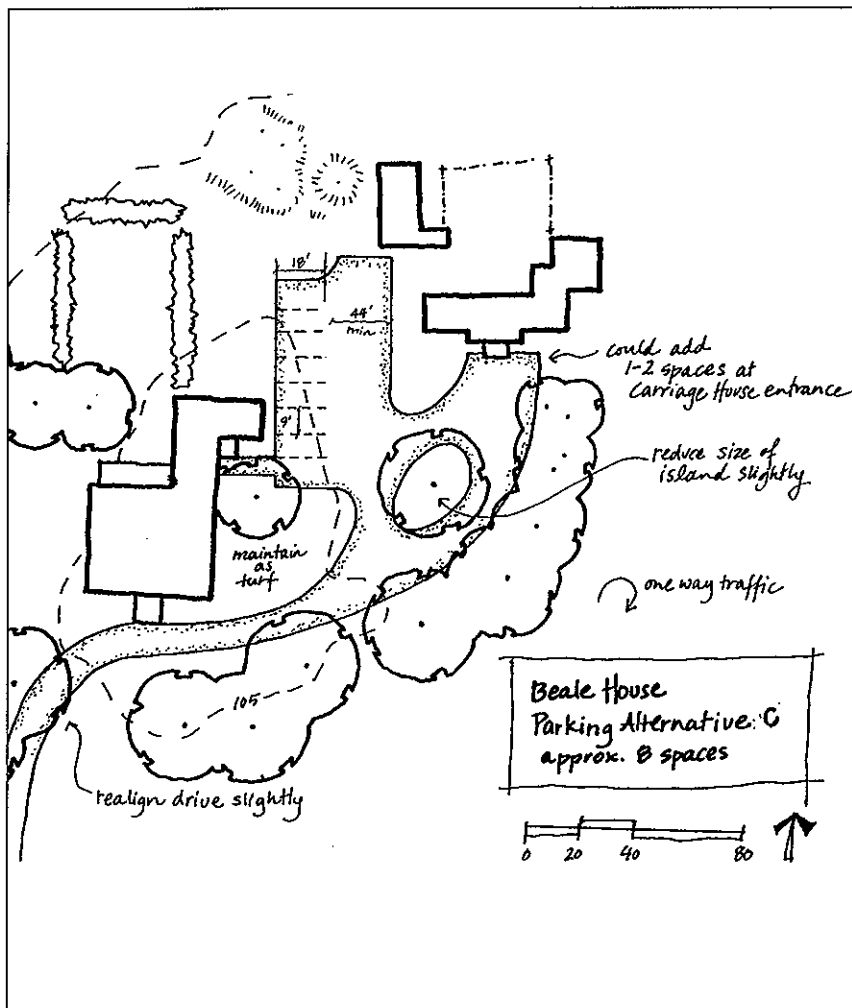 18'
44'
min
9'
could add
1-2 spaces at
Carriage House entrance
reduce size of
island slightly
maintain
as
turf
one way traffic
105
Beale House
Parking Alternative: C
approx. 8 spaces
realign drive slightly
0 20 40 80